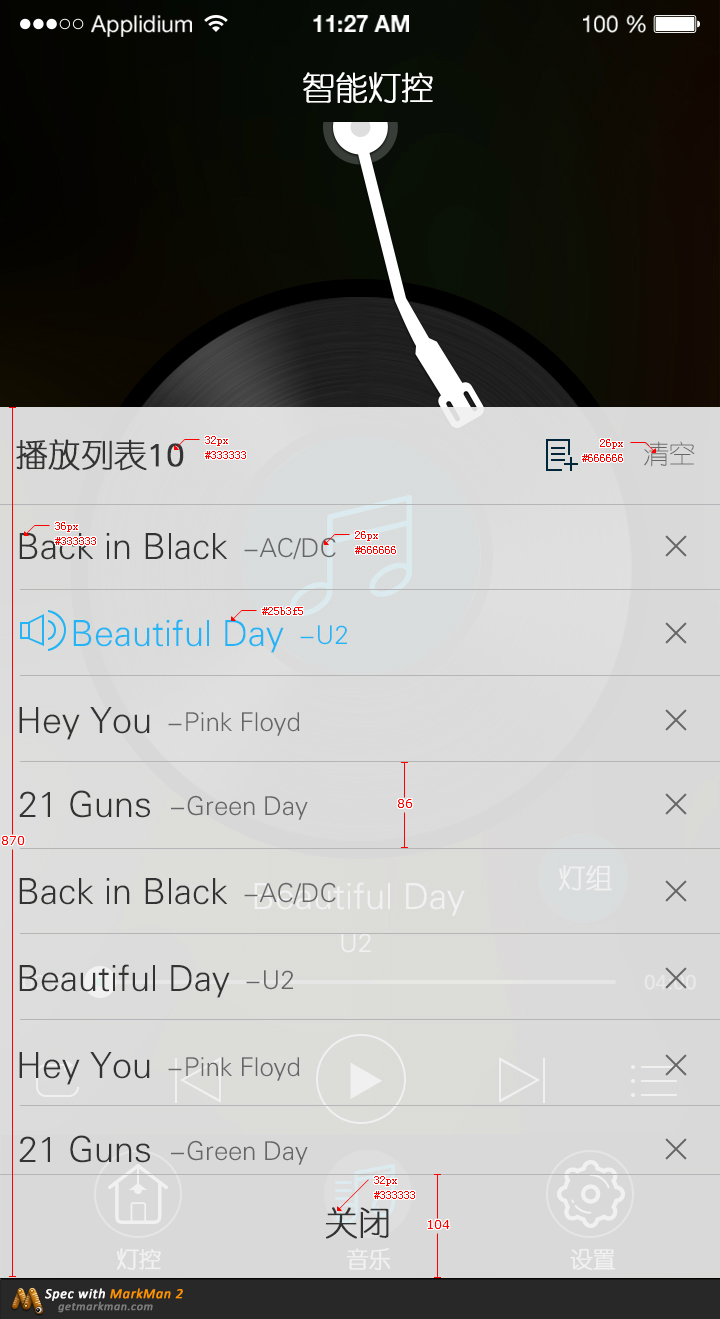 Applidium 11:27 AM 100 %
智能灯控
播放列表10 32px #333333 26px #666666 清空
36px #333333
Back in Black –AC/DC 26px #666666
#25b3f5
Beautiful Day –U2
Hey You –Pink Floyd
21 Guns –Green Day 86
870
灯组
Back in Black –AC/DC
Beautiful Day
U2
Beautiful Day –U2
04:00
Hey You –Pink Floyd
21 Guns –Green Day
32px #333333
关闭 104
灯控 音乐 设置
Spec with MarkMan 2
getmarkman.com